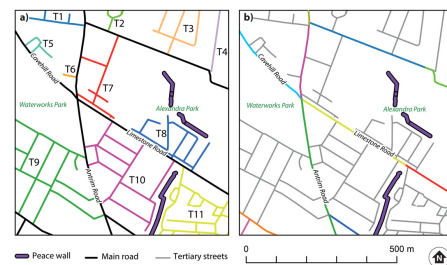 a)
T1
T2
T3
T4
T5
T6
T7
Cavehill Road
Waterworks Park
Alexandra Park
T8
Limestone Road
T9
Antrim Road
T10
T11
b)
Cavehill Road
Waterworks Park
Alexandra Park
Limestone Road
Antrim Road
Peace wall
Main road
Tertiary streets
0
500 m
N